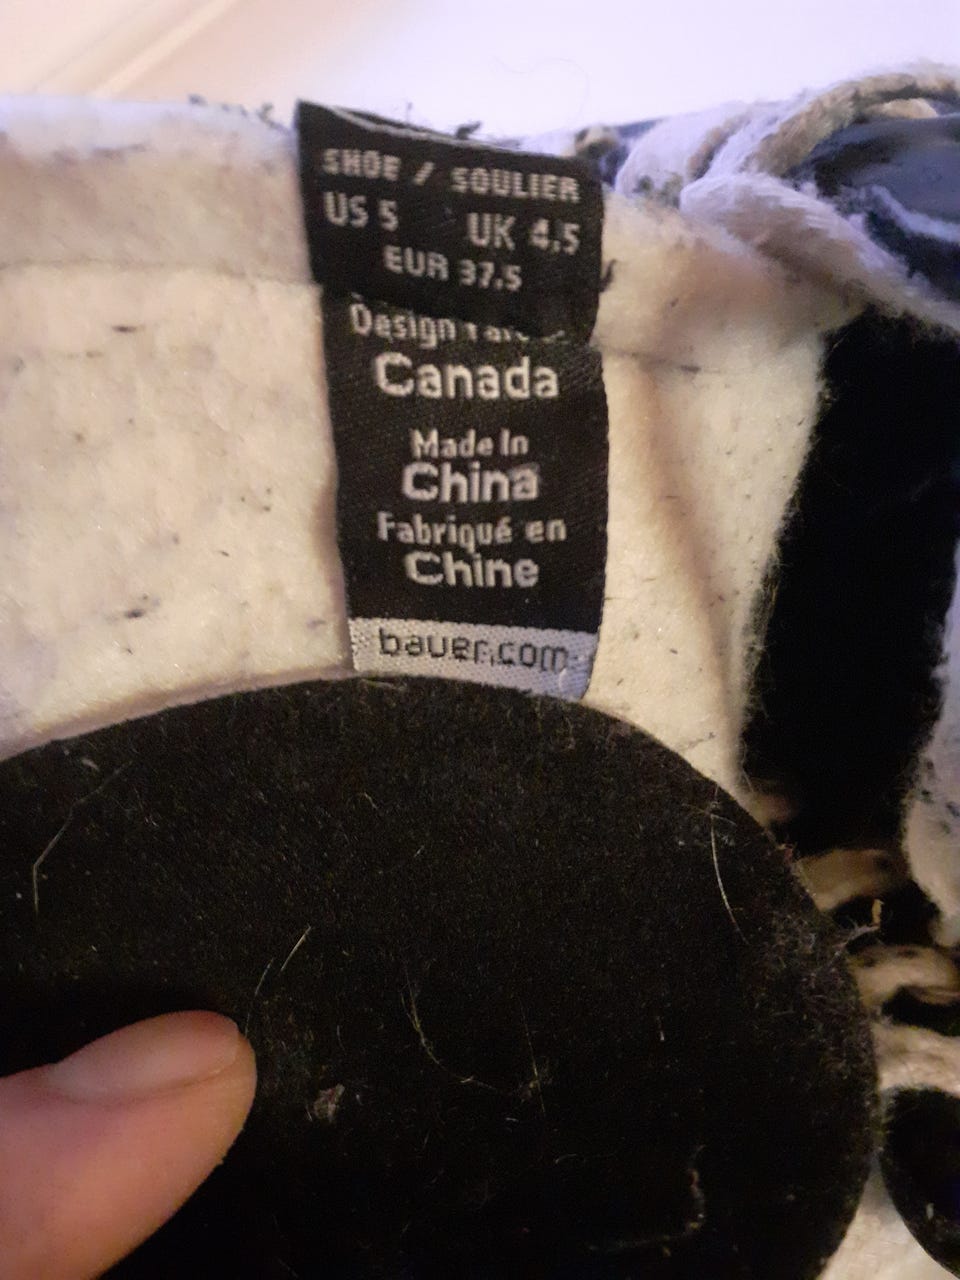 SHOE / SOULIER
US 5 UK 4.5
EUR 37.5
Design
Canada
Made In
China
Fabriqué en
Chine
bauer.com